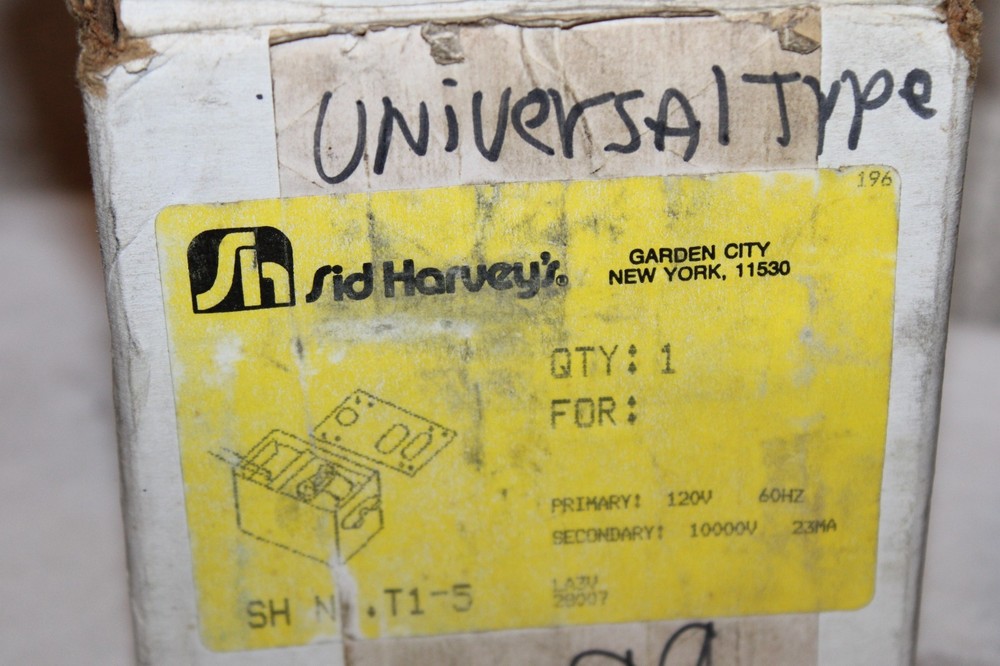 UNIVERSAL Type
196
Sh Sid Harvey's®
GARDEN CITY
NEW YORK, 11530
QTY: 1
FOR:
PRIMARY: 120V 60HZ
SECONDARY: 10000V 23MA
28007
SH .T1-5